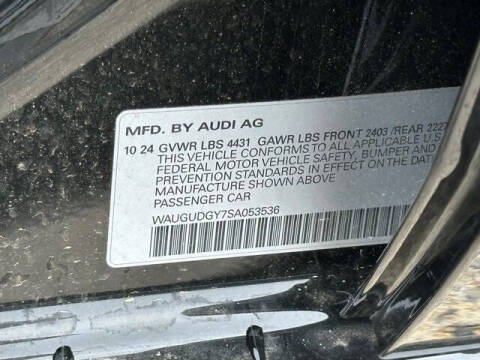 MFD. BY AUDI AG
10 24 GVWR LBS 4431 GAWR LBS FRONT 2403 /REAR 2227
THIS VEHICLE CONFORMS TO ALL APPLICABLE U.S
FEDERAL MOTOR VEHICLE SAFETY, BUMPER AND
PREVENTION STANDARDS IN EFFECT ON THE DA
MANUFACTURE SHOWN ABOVE
PASSENGER CAR
WAUGUDGY7SA053536